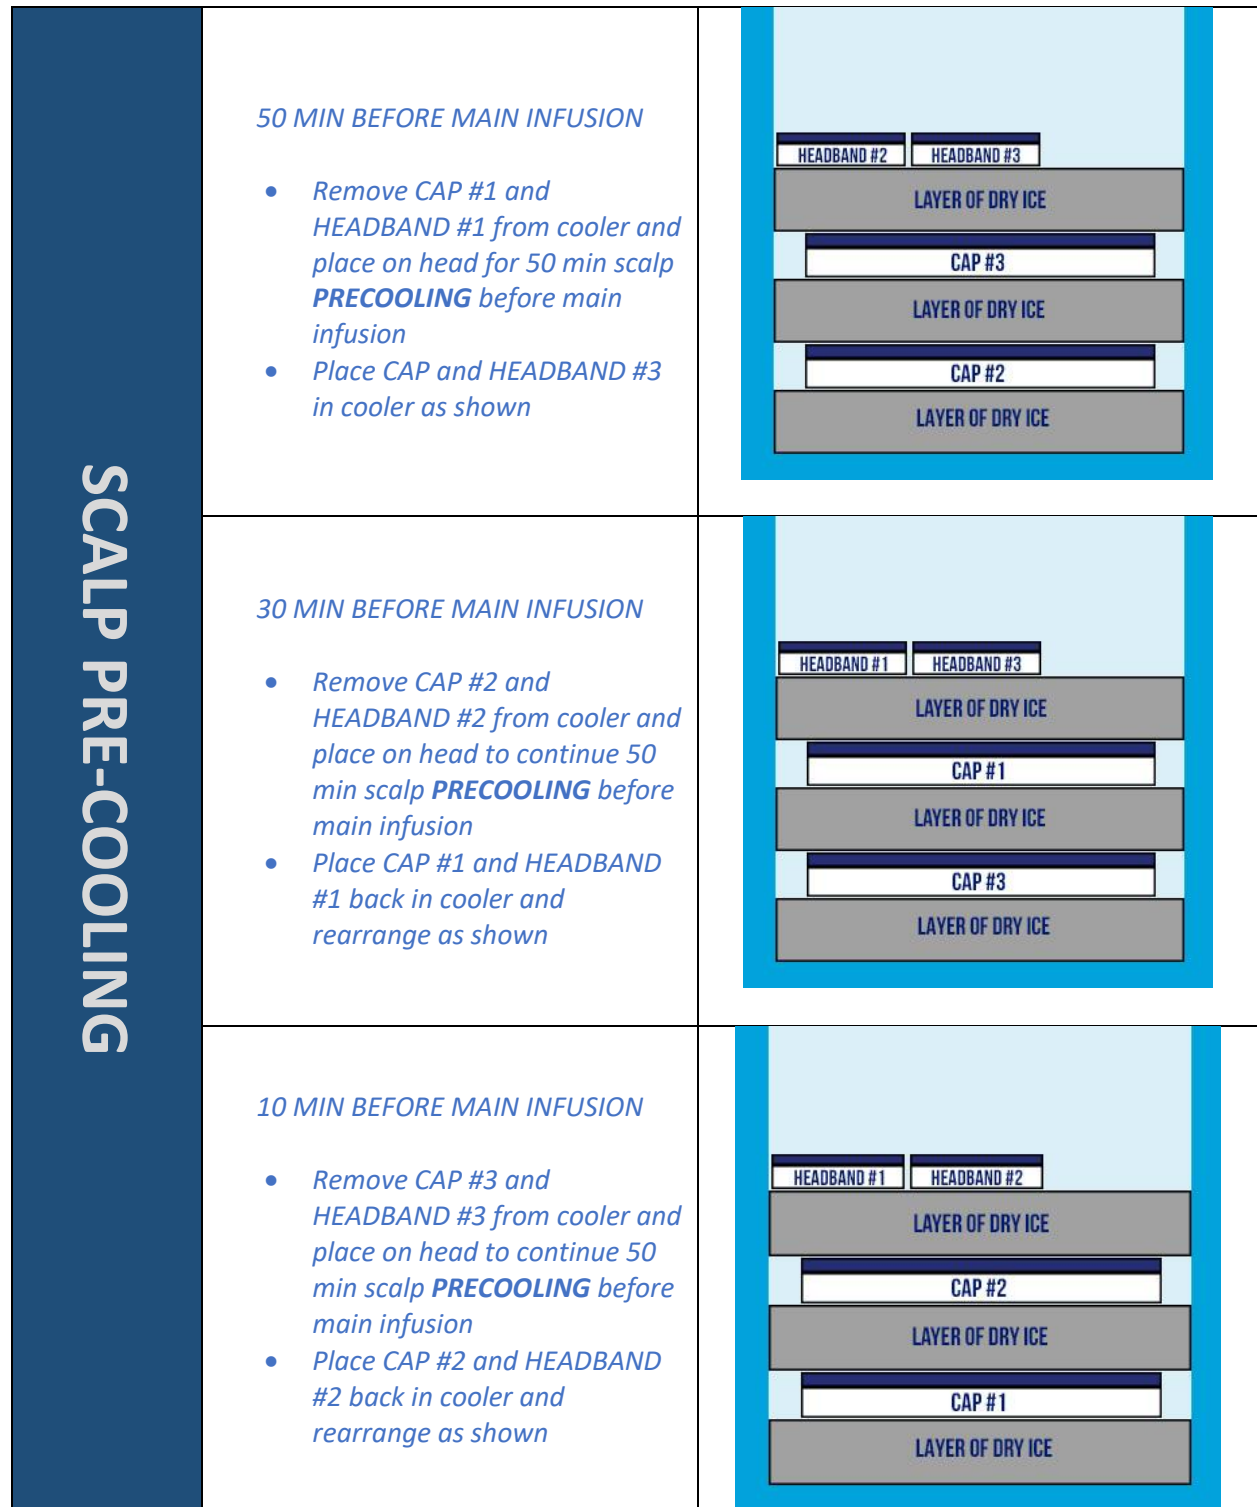 SCALP PRE-COOLING
50 MIN BEFORE MAIN INFUSION
• Remove CAP #1 and
HEADBAND #1 from cooler and
place on head for 50 min scalp
PRECOOLING before main
infusion
• Place CAP and HEADBAND #3
in cooler as shown
HEADBAND #2 HEADBAND #3
LAYER OF DRY ICE
CAP #3
LAYER OF DRY ICE
CAP #2
LAYER OF DRY ICE
30 MIN BEFORE MAIN INFUSION
• Remove CAP #2 and
HEADBAND #2 from cooler and
place on head to continue 50
min scalp PRECOOLING before
main infusion
• Place CAP #1 and HEADBAND
#1 back in cooler and
rearrange as shown
HEADBAND #1 HEADBAND #3
LAYER OF DRY ICE
CAP #1
LAYER OF DRY ICE
CAP #3
LAYER OF DRY ICE
10 MIN BEFORE MAIN INFUSION
• Remove CAP #3 and
HEADBAND #3 from cooler and
place on head to continue 50
min scalp PRECOOLING before
main infusion
• Place CAP #2 and HEADBAND
#2 back in cooler and
rearrange as shown
HEADBAND #1 HEADBAND #2
LAYER OF DRY ICE
CAP #2
LAYER OF DRY ICE
CAP #1
LAYER OF DRY ICE